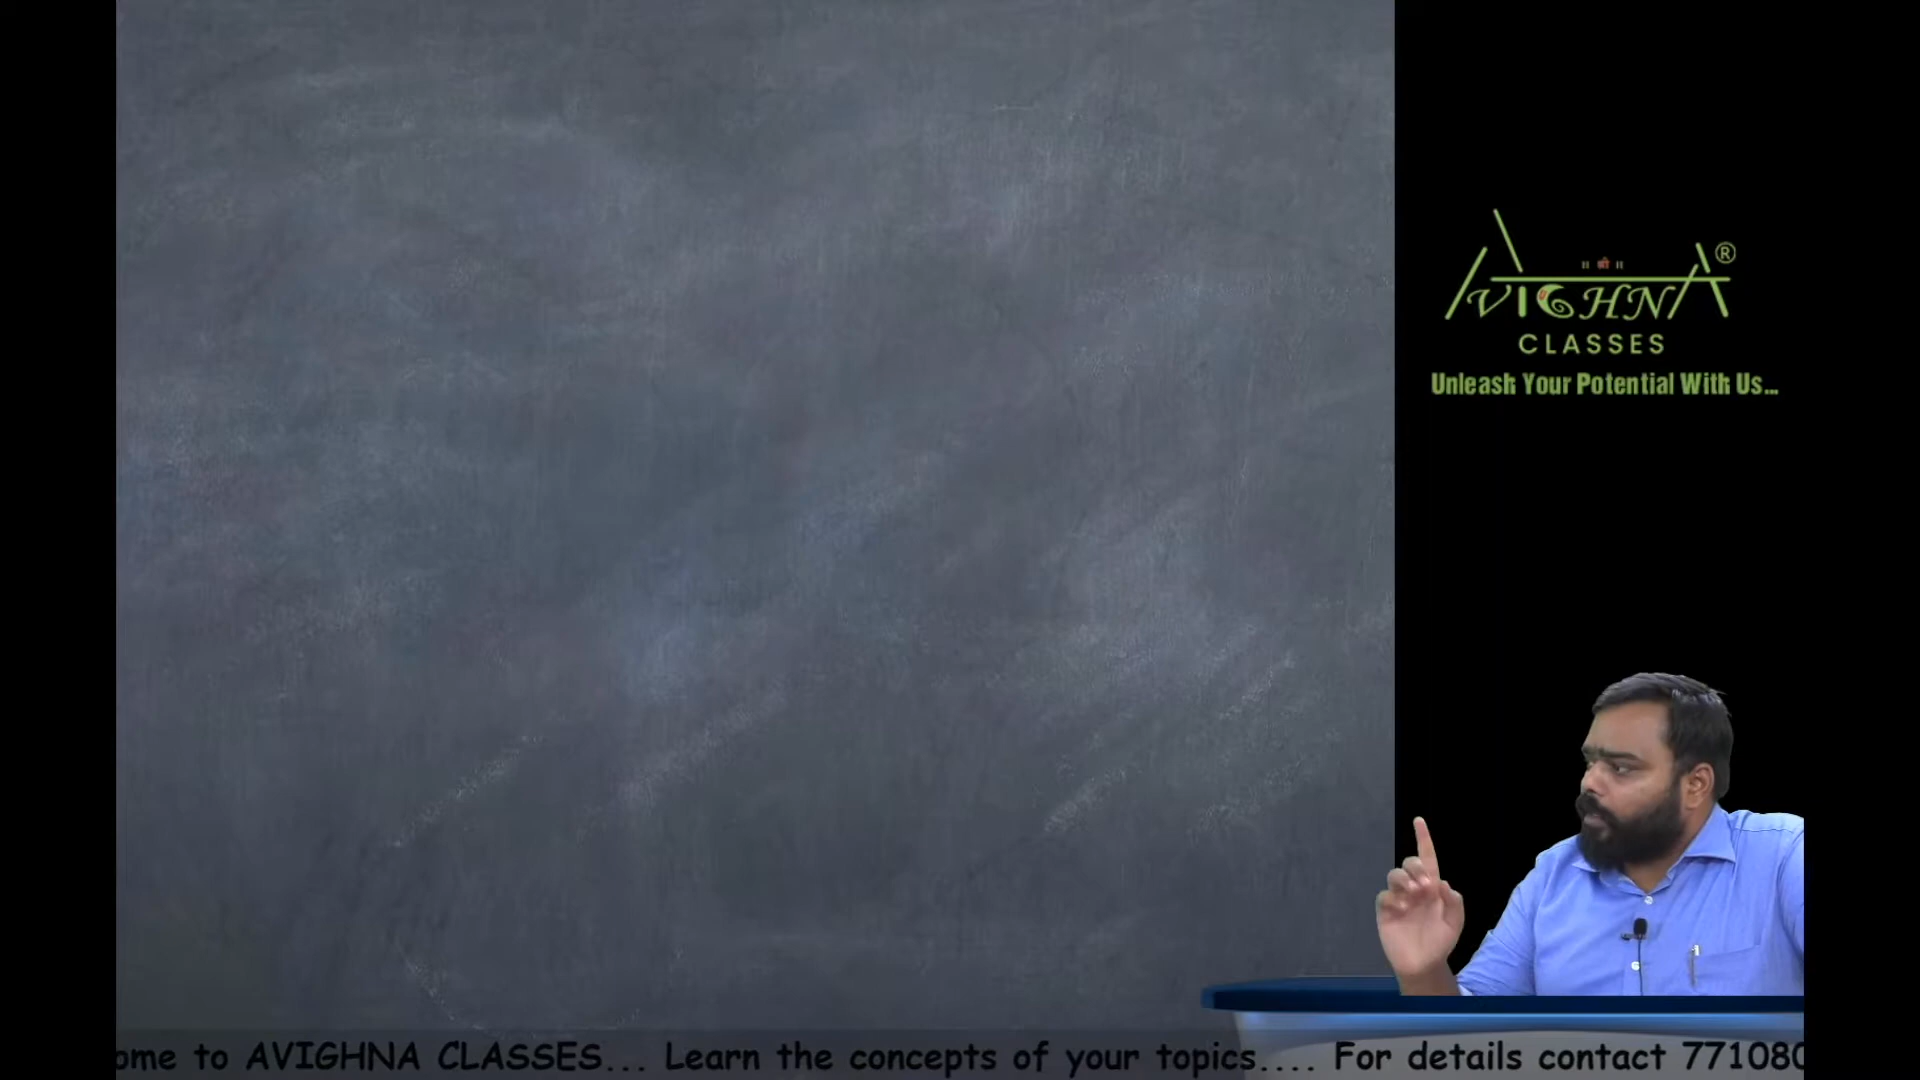 ॥ श्री ॥
AVIGHNA®
CLASSES
Unleash Your Potential With Us...
ome to AVIGHNA CLASSES... Learn the concepts of your topics.... For details contact 77108